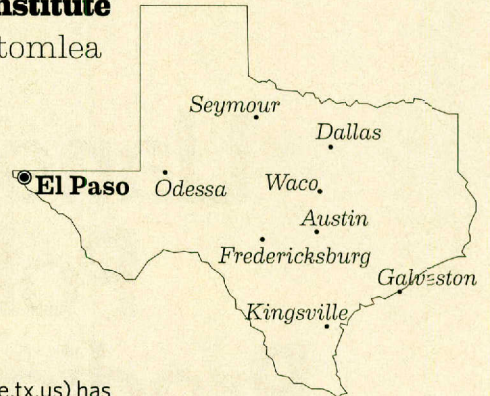 nstitute
tomlea
Seymour
Dallas
El Paso
Odessa
Waco
Austin
Fredericksburg
Galveston
Kingsville
e.tx.us) has